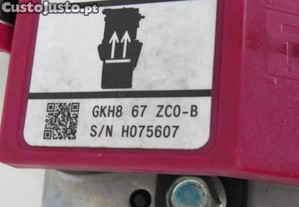 CustoJusto.pt
GKH8 67 ZC0-B
S/N H075607